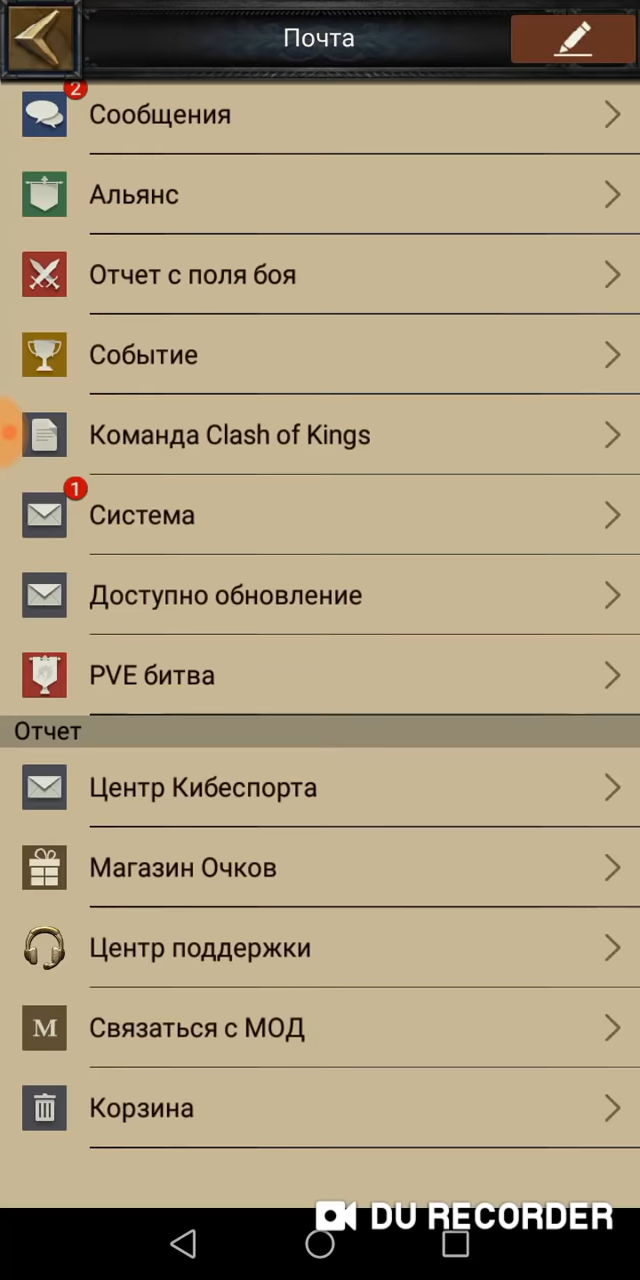 Почта
2
Сообщения
Альянс
Отчет с поля боя
Событие
Команда Clash of Kings
1
Система
Доступно обновление
PVE битва
Отчет
Центр Кибеспорта
Магазин Очков
Центр поддержки
M
Связаться с МОД
Корзина
DU RECORDER